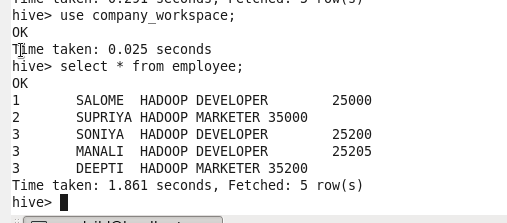 Time taken: 0.291 seconds, Fetched: 5 row(s)
hive> use company_workspace;
OK
Time taken: 0.025 seconds
hive> select * from employee;
OK
1 SALOME HADOOP DEVELOPER 25000
2 SUPRIYA HADOOP MARKETER 35000
3 SONIYA HADOOP DEVELOPER 25200
3 MANALI HADOOP DEVELOPER 25205
3 DEEPTI HADOOP MARKETER 35200
Time taken: 1.861 seconds, Fetched: 5 row(s)
hive>